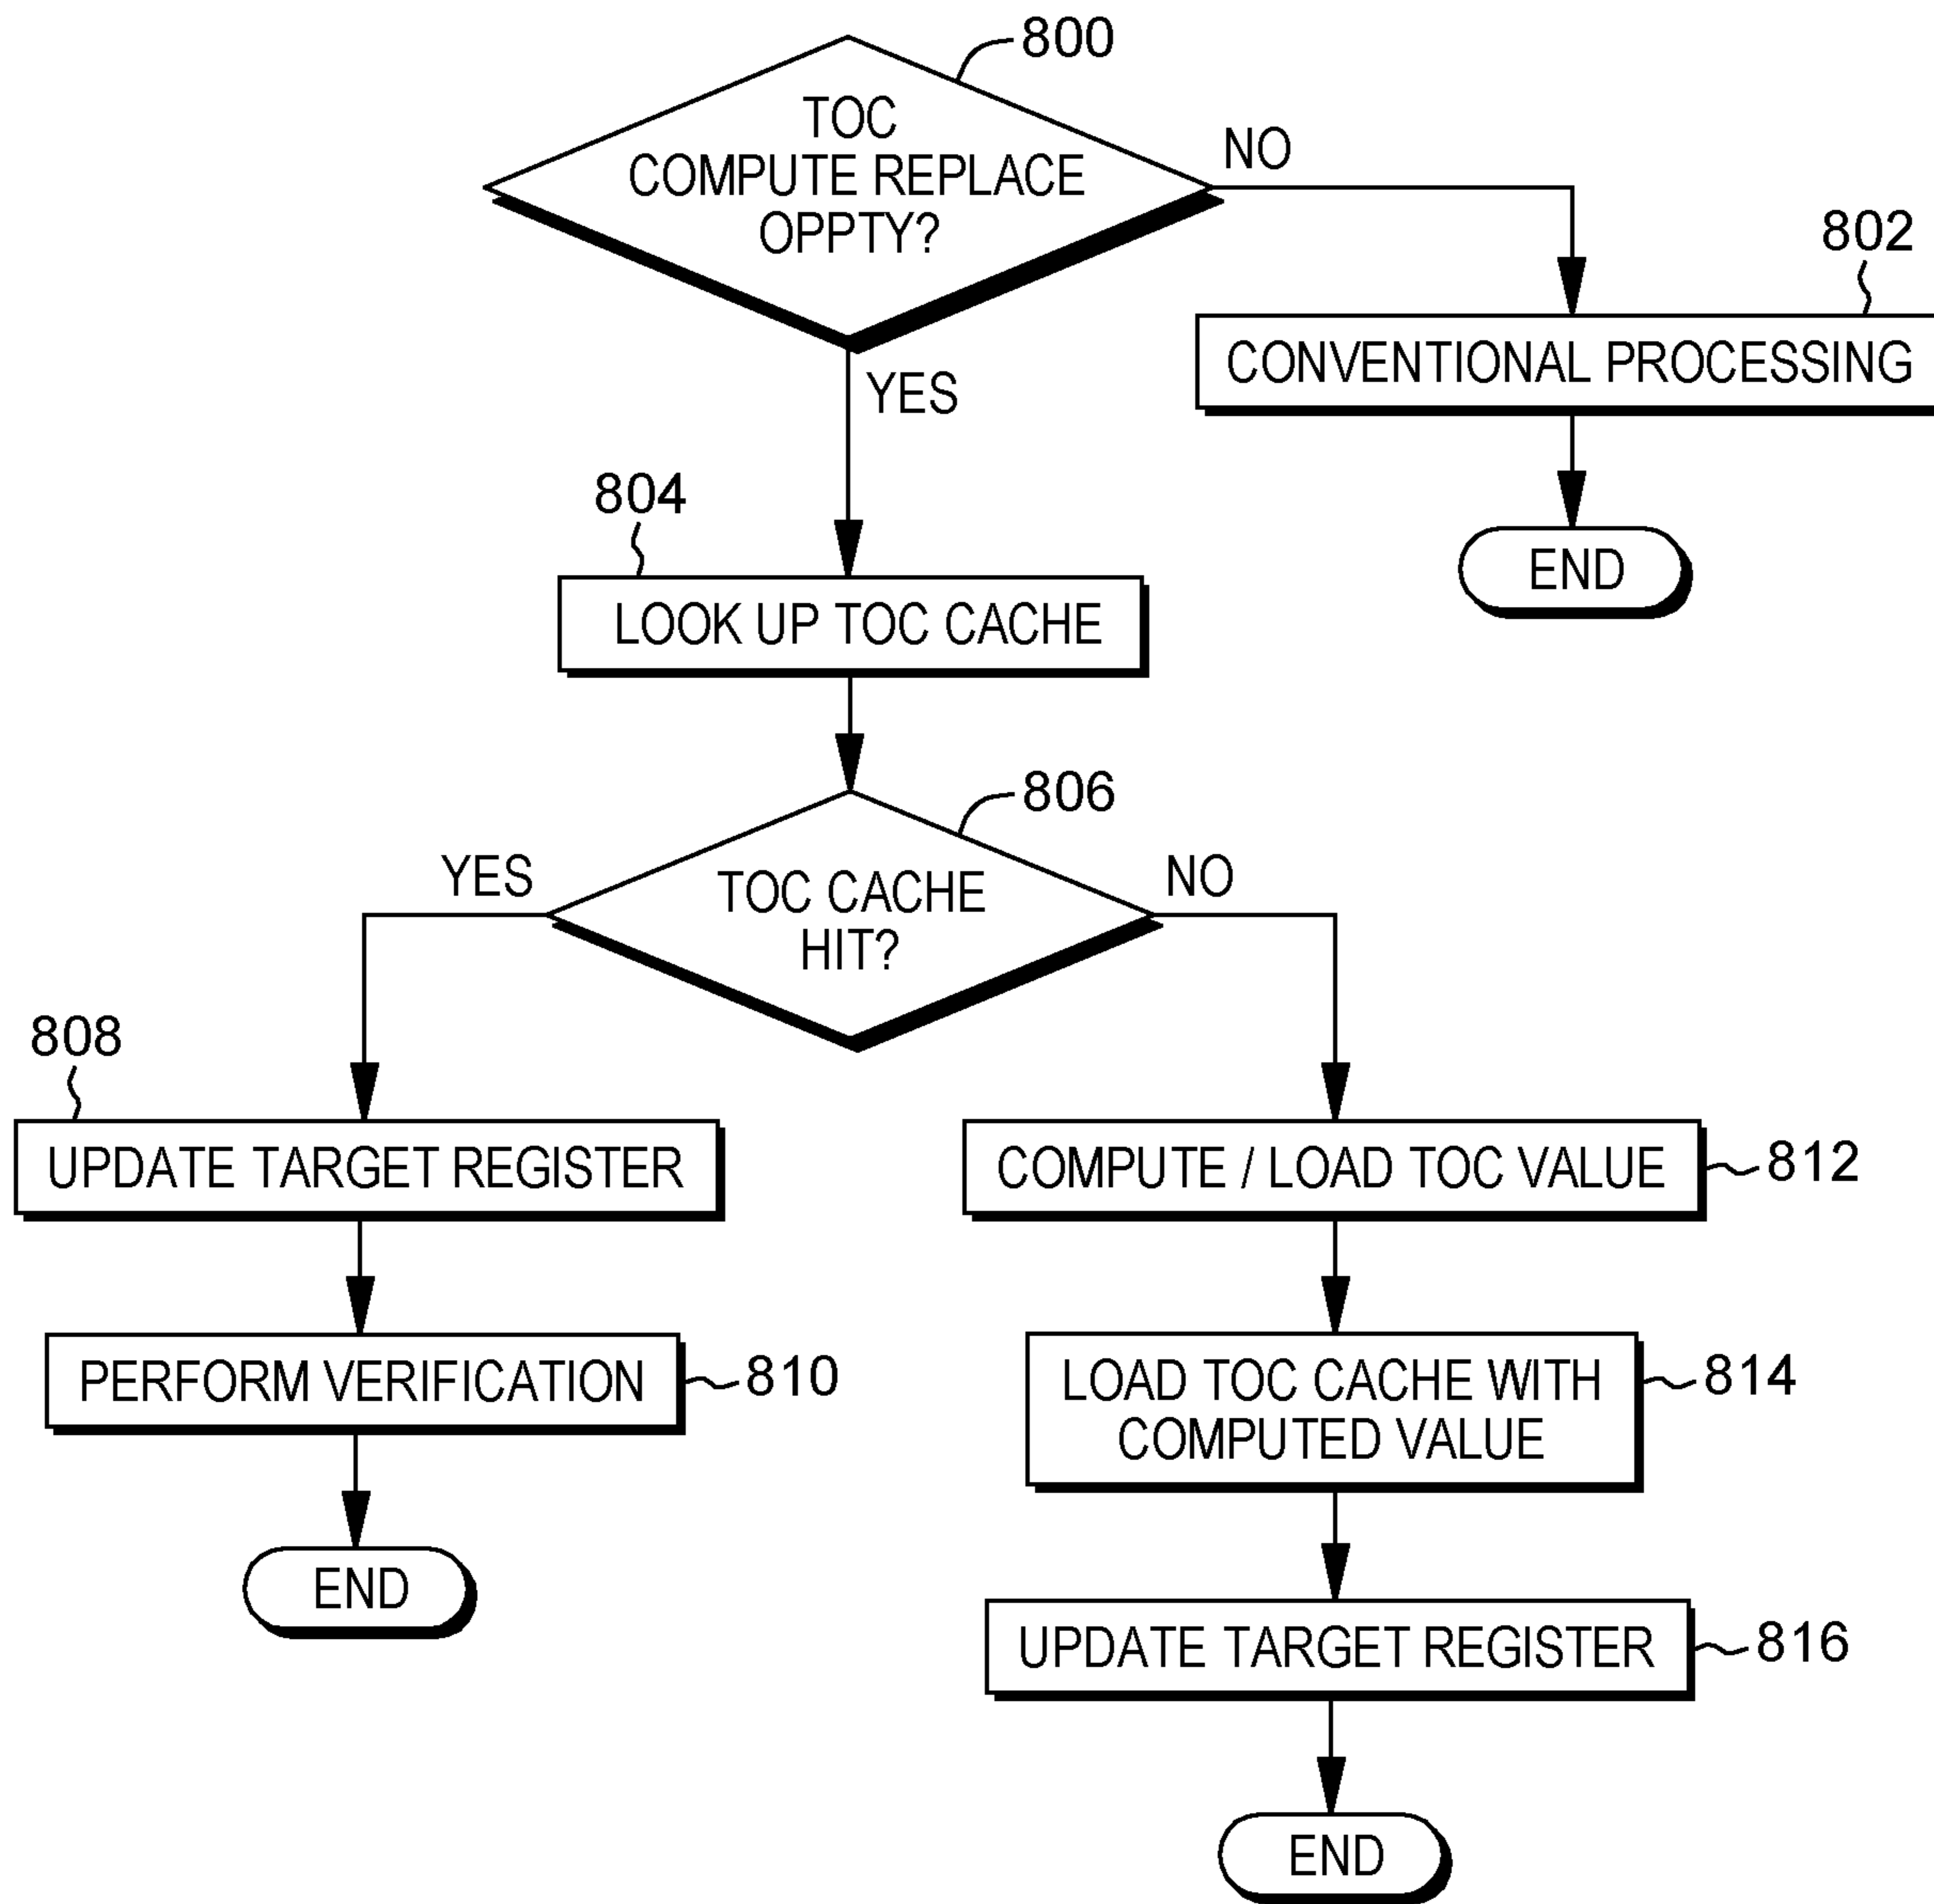 800
TOC
COMPUTE REPLACE
OPPTY?
NO
802
CONVENTIONAL PROCESSING
YES
END
804
LOOK UP TOC CACHE
806
YES
NO
TOC CACHE
HIT?
808
UPDATE TARGET REGISTER
COMPUTE / LOAD TOC VALUE
812
PERFORM VERIFICATION
810
LOAD TOC CACHE WITH
COMPUTED VALUE
814
END
UPDATE TARGET REGISTER
816
END